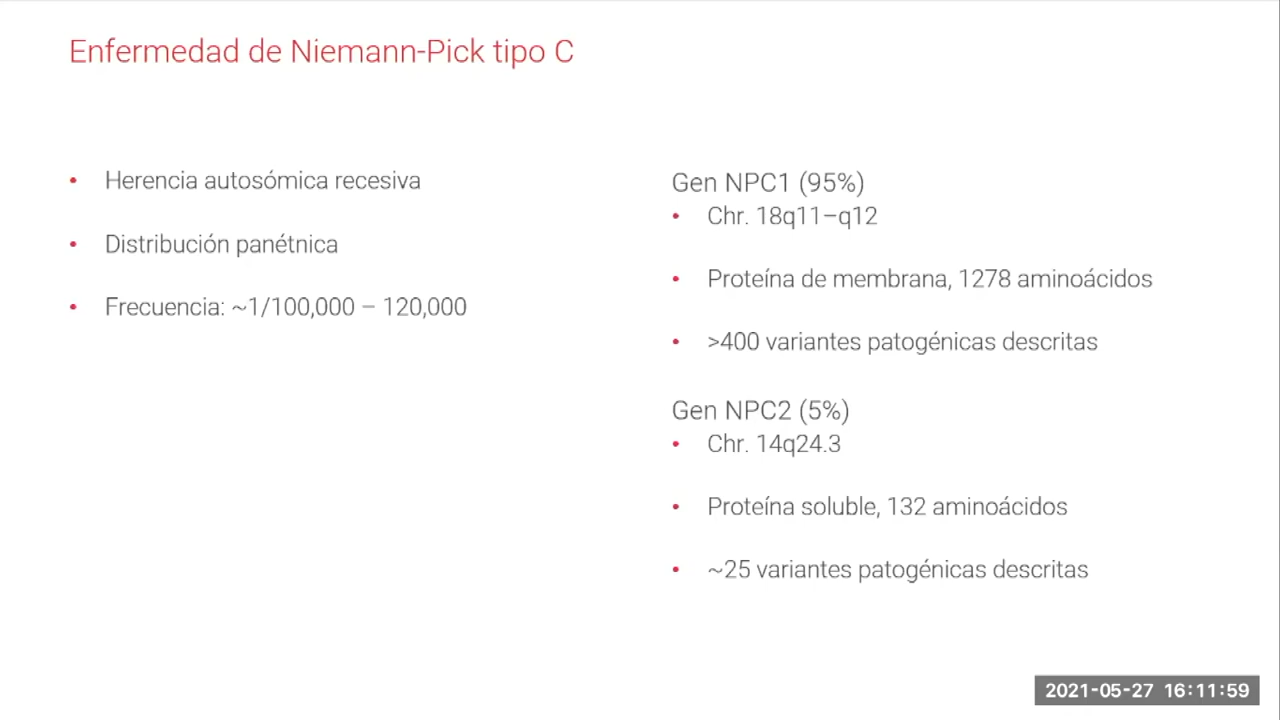 Enfermedad de Niemann-Pick tipo C
• Herencia autosómica recesiva
• Distribución panétnica
• Frecuencia: ~1/100,000 – 120,000
Gen NPC1 (95%)
• Chr. 18q11–q12
• Proteína de membrana, 1278 aminoácidos
• >400 variantes patogénicas descritas
Gen NPC2 (5%)
• Chr. 14q24.3
• Proteína soluble, 132 aminoácidos
• ~25 variantes patogénicas descritas
2021-05-27 16:11:59